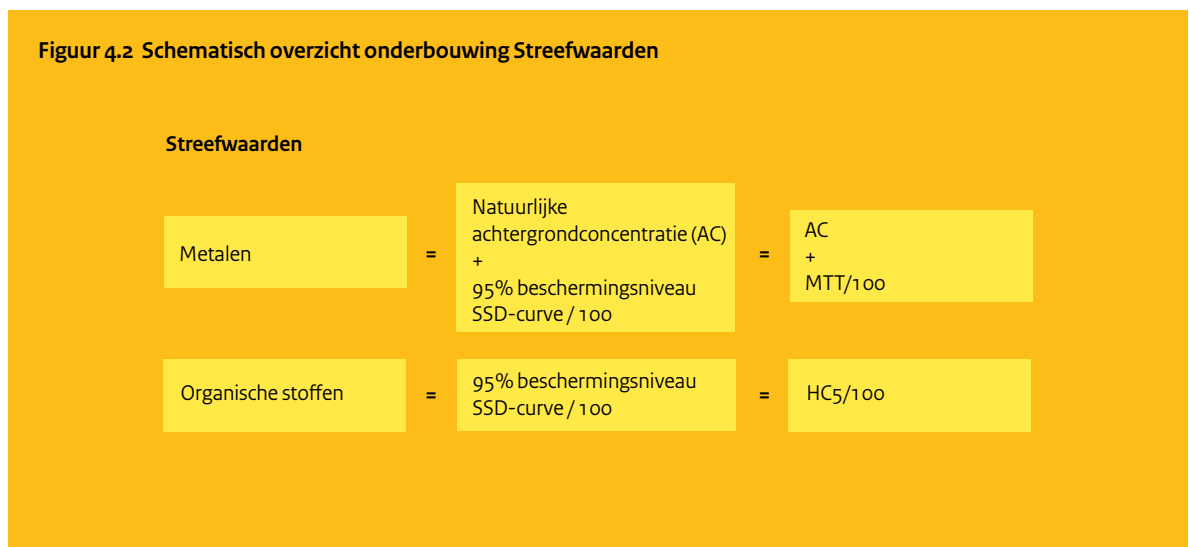 Figuur 4.2 Schematisch overzicht onderbouwing Streefwaarden
Streefwaarden
Metalen
=
Natuurlijke
achtergrondconcentratie (AC)
+
95% beschermingsniveau
SSD-curve / 100
=
AC
+
MTT/100
Organische stoffen
=
95% beschermingsniveau
SSD-curve / 100
=
HC5/100